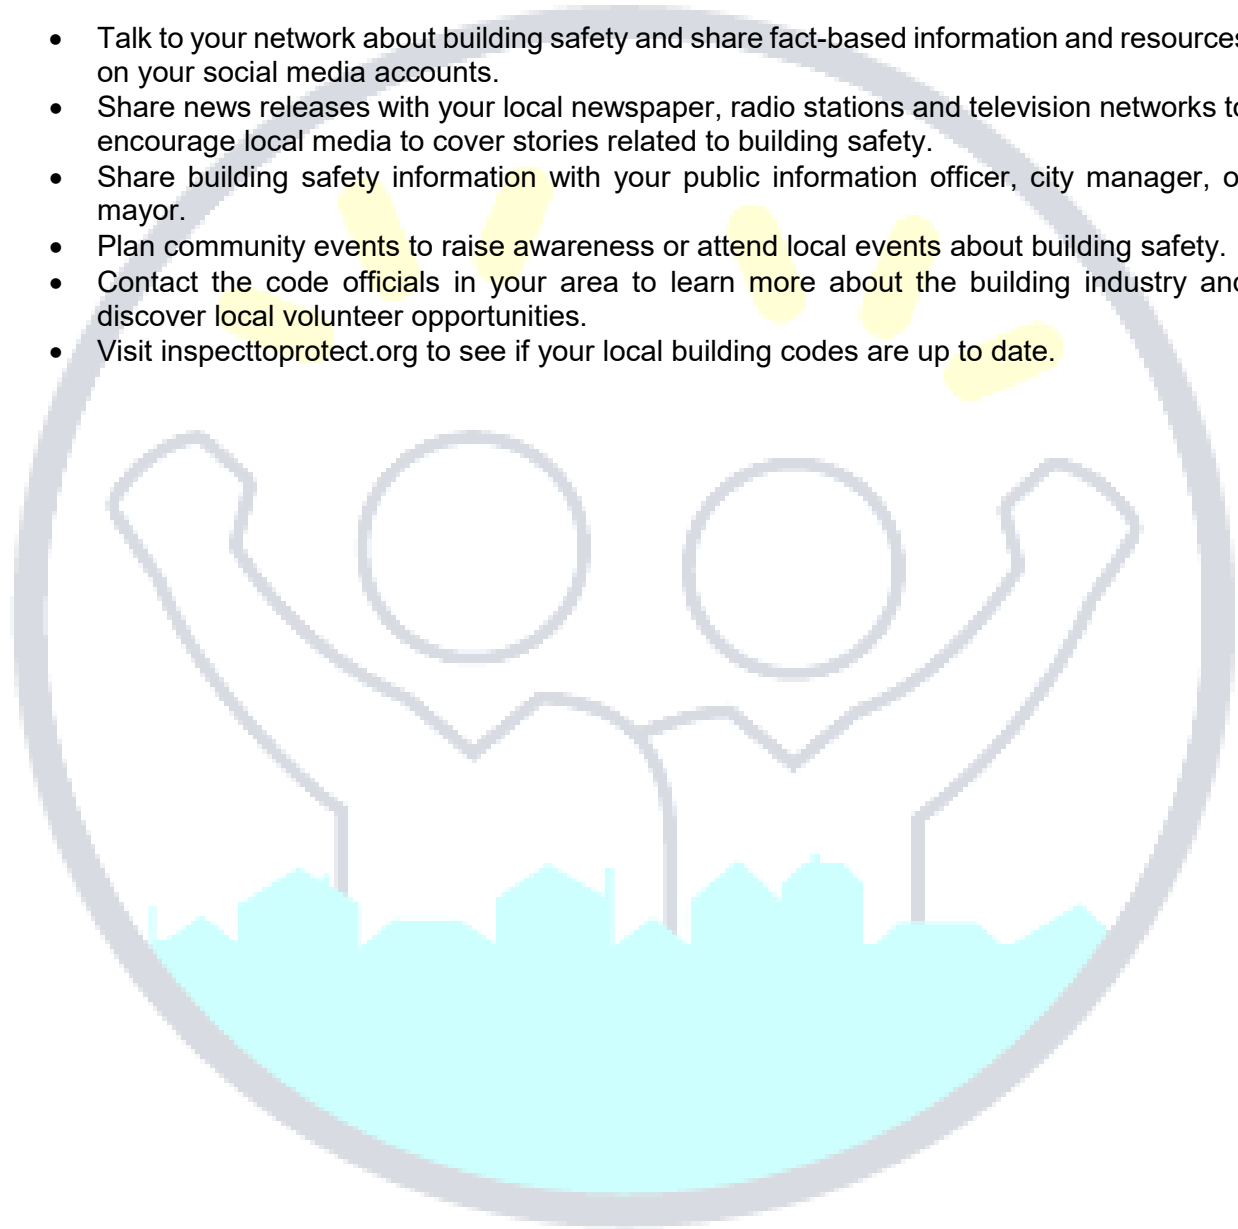 • Talk to your network about building safety and share fact-based information and resources
on your social media accounts.
• Share news releases with your local newspaper, radio stations and television networks to
encourage local media to cover stories related to building safety.
• Share building safety information with your public information officer, city manager, o
mayor.
• Plan community events to raise awareness or attend local events about building safety.
• Contact the code officials in your area to learn more about the building industry and
discover local volunteer opportunities.
• Visit inspecttoprotect.org to see if your local building codes are up to date.